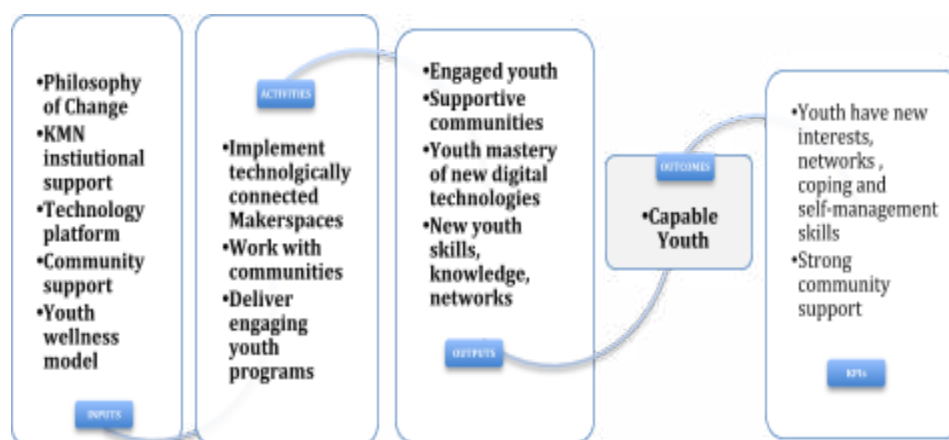 •Philosophy
of Change
•KMN
instiutional
support
•Technology
platform
•Community
support
•Youth
wellness
model
INPUTS
ACTIVITIES
•Implement
technolgically
connected
Makerspaces
•Work with
communities
•Deliver
engaging
youth
programs
•Engaged youth
•Supportive
communities
•Youth mastery
of new digital
technologies
•New youth
skills,
knowledge,
networks
OUTPUTS
OUTCOMES
•Capable
Youth
•Youth have new
interests,
networks ,
coping and
self-management
skills
•Strong
community
support
KPIs